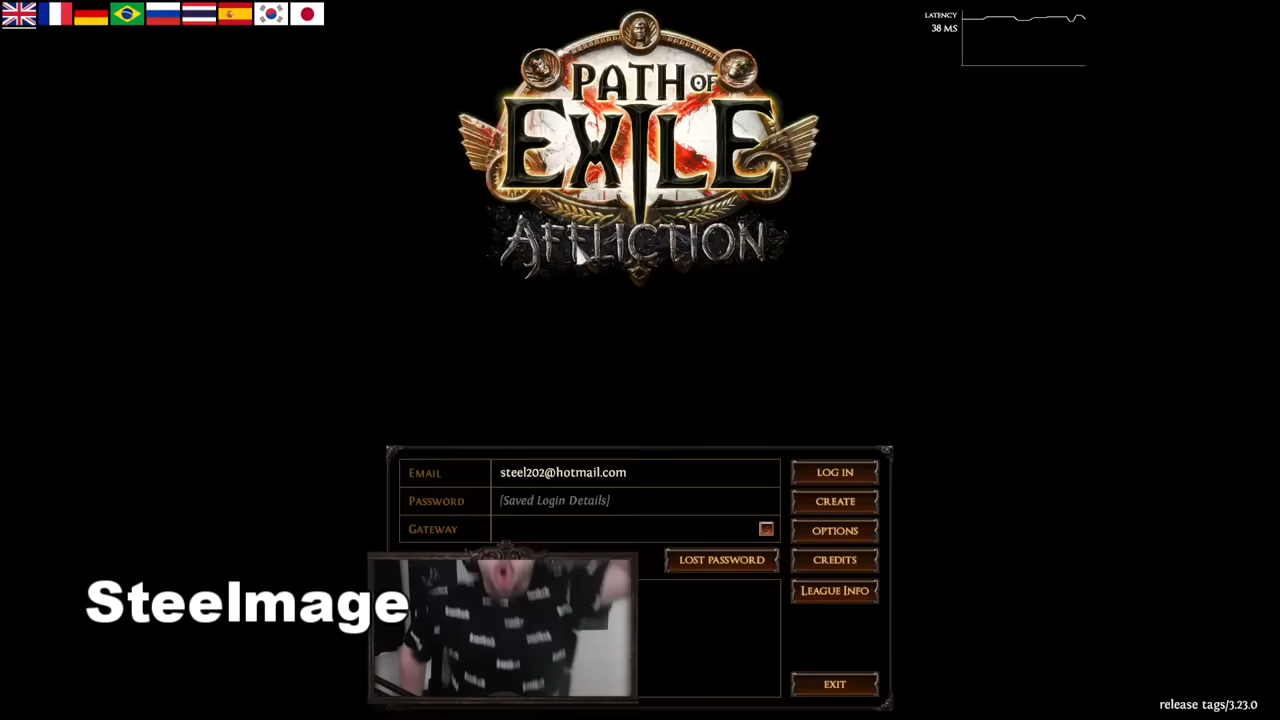 LATENCY
38 MS
PATH OF
EXILE
AFFLICTION
EMAIL steel202@hotmail.com LOG IN
PASSWORD [Saved Login Details] CREATE
GATEWAY OPTIONS
LOST PASSWORD CREDITS
LEAGUE INFO
Steelmage
EXIT
release tags/3.23.0